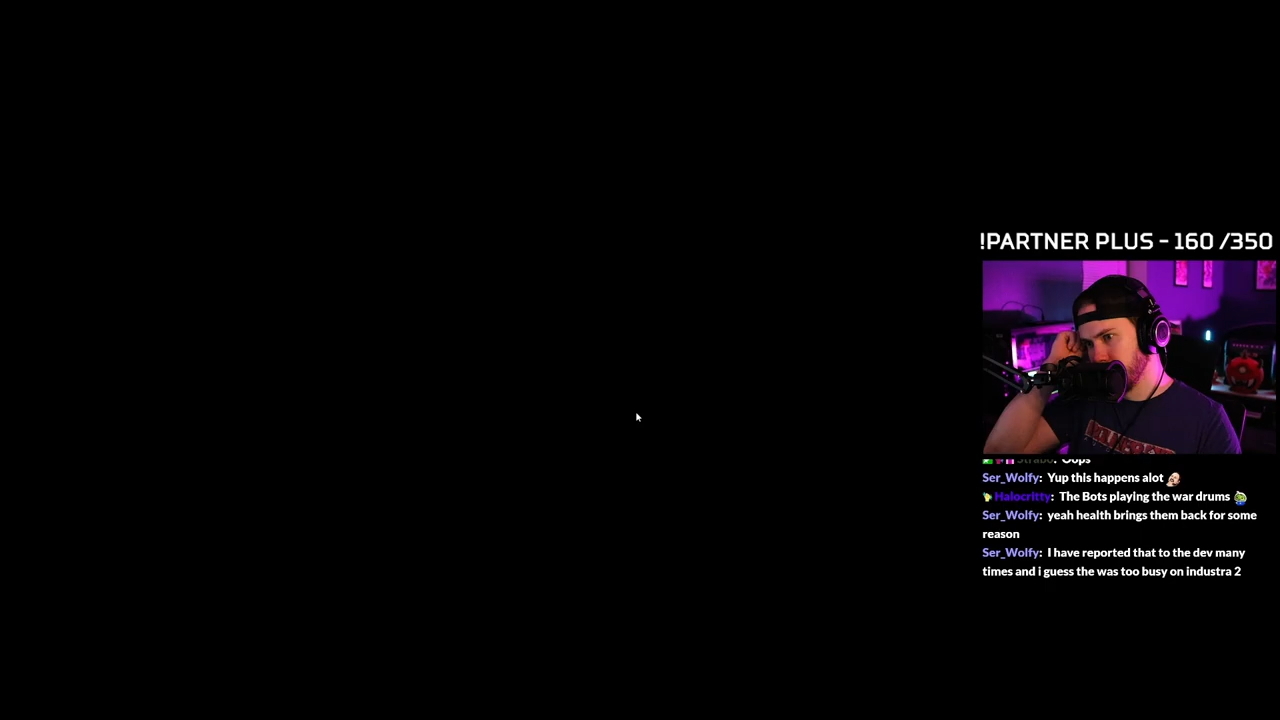 !PARTNER PLUS - 160 /350
Strabo: Oops
Ser_Wolfy: Yup this happens alot
Halocritty: The Bots playing the war drums
Ser_Wolfy: yeah health brings them back for some
reason
Ser_Wolfy: I have reported that to the dev many
times and i guess the was too busy on industra 2